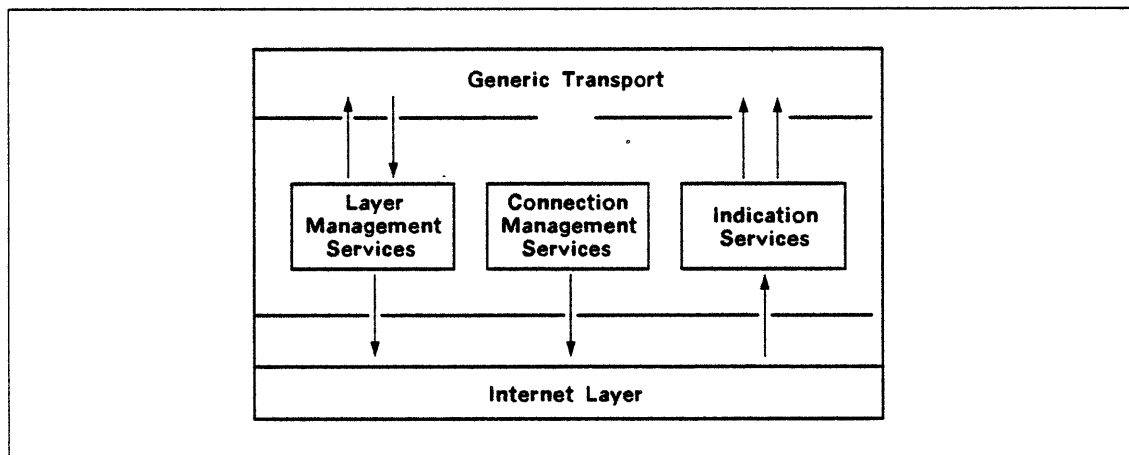 Generic Transport
Layer
Management
Services
Connection
Management
Services
Indication
Services
Internet Layer